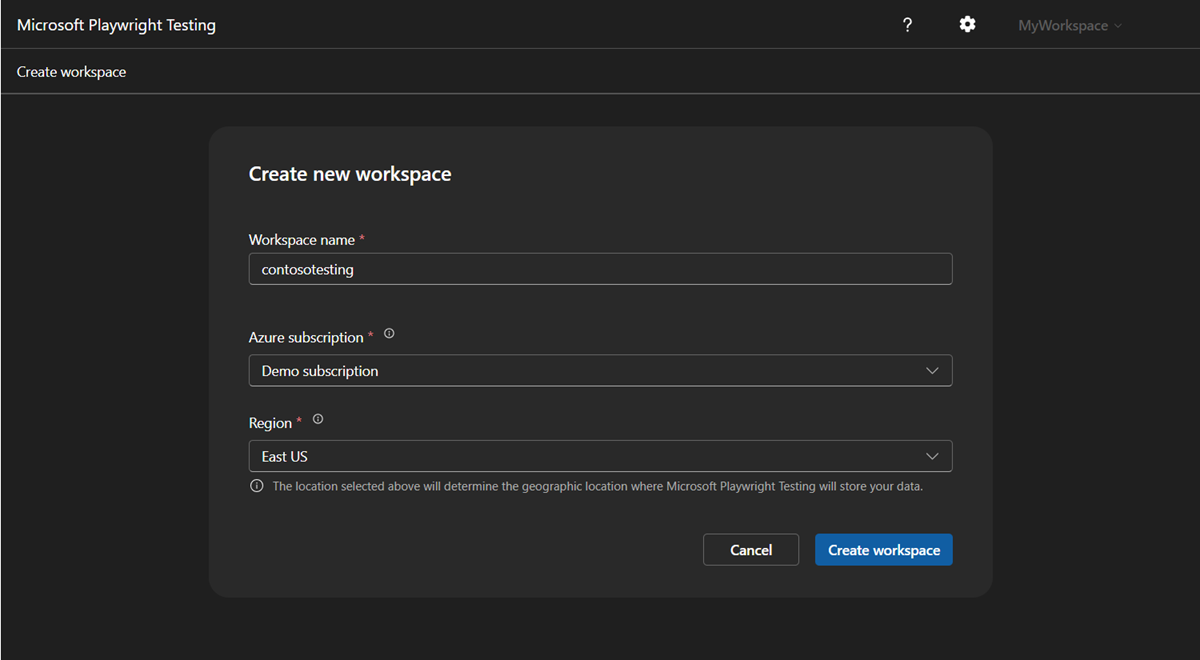 Microsoft Playwright Testing
?
MyWorkspace
Create workspace
Create new workspace
Workspace name *
contosotesting
Azure subscription *
Demo subscription
Region *
East US
The location selected above will determine the geographic location where Microsoft Playwright Testing will store your data.
Cancel
Create workspace